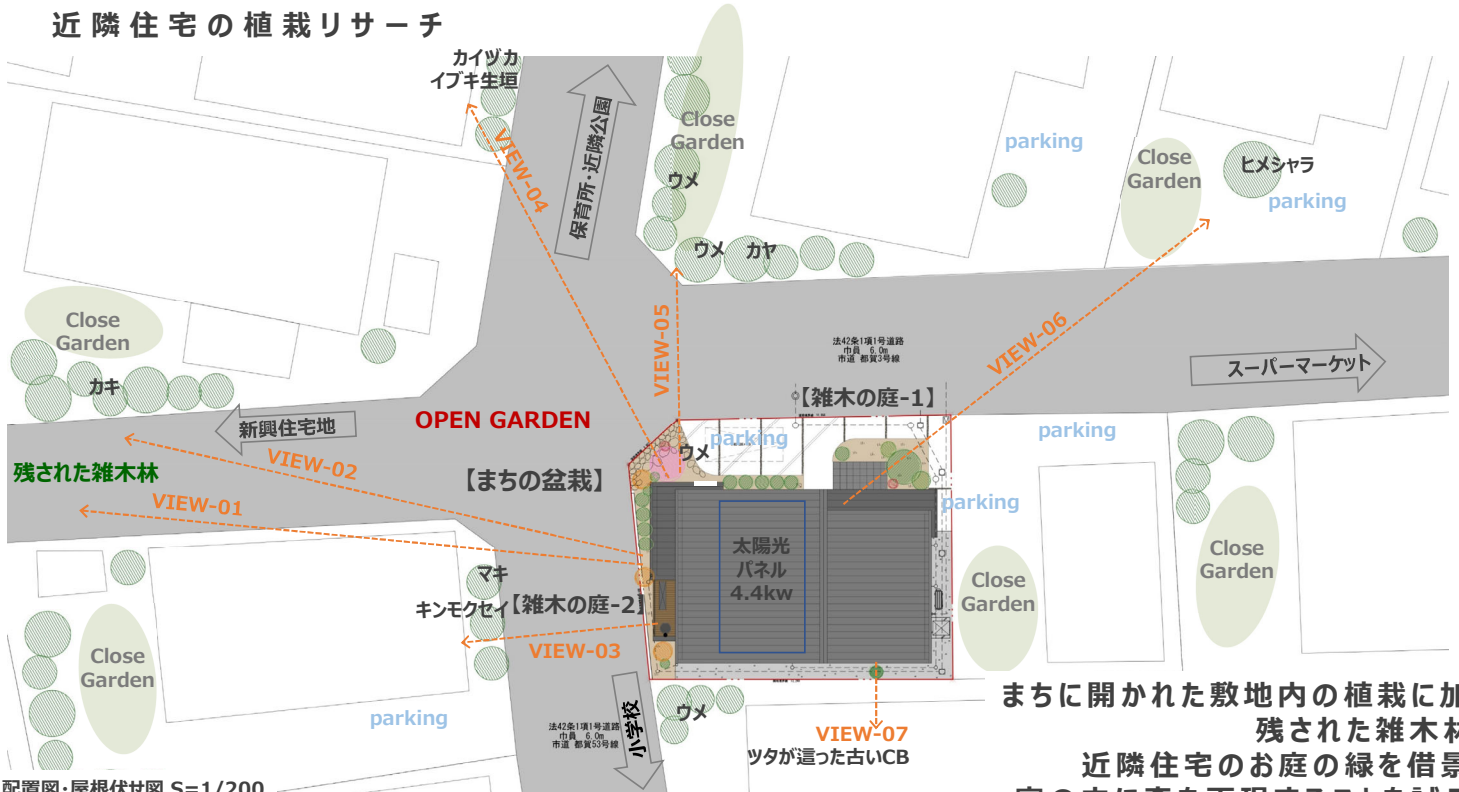 近隣住宅の植栽リサーチ
カイヅカ
イブキ生垣
Close
Garden
保育所・近隣公園
VIEW-04
ウメ
parking
Close
Garden
ヒメシャラ
parking
ウメ
カヤ
Close
Garden
カキ
VIEW-05
VIEW-06
法42条1項1号道路
巾員 6.0m
市道 都賀3号線
スーパーマーケット
新興住宅地
OPEN GARDEN
【雑木の庭-1】
parking
parking
残された雑木林
VIEW-02
【まちの盆栽】
ウメ
VIEW-01
parking
太陽光
パネル
4.4kw
マキ
キンモクセイ
【雑木の庭-2】
Close
Garden
Close
Garden
VIEW-03
Close
Garden
parking
法42条1項1号道路
巾員 6.0m
市道 都賀53号線
小学校
ウメ
VIEW-07
ツタが這った古いCB
まちに開かれた敷地内の植栽に加
残された雑木林
近隣住宅のお庭の緑を借景
配置図・屋根伏せ図 S=1/200